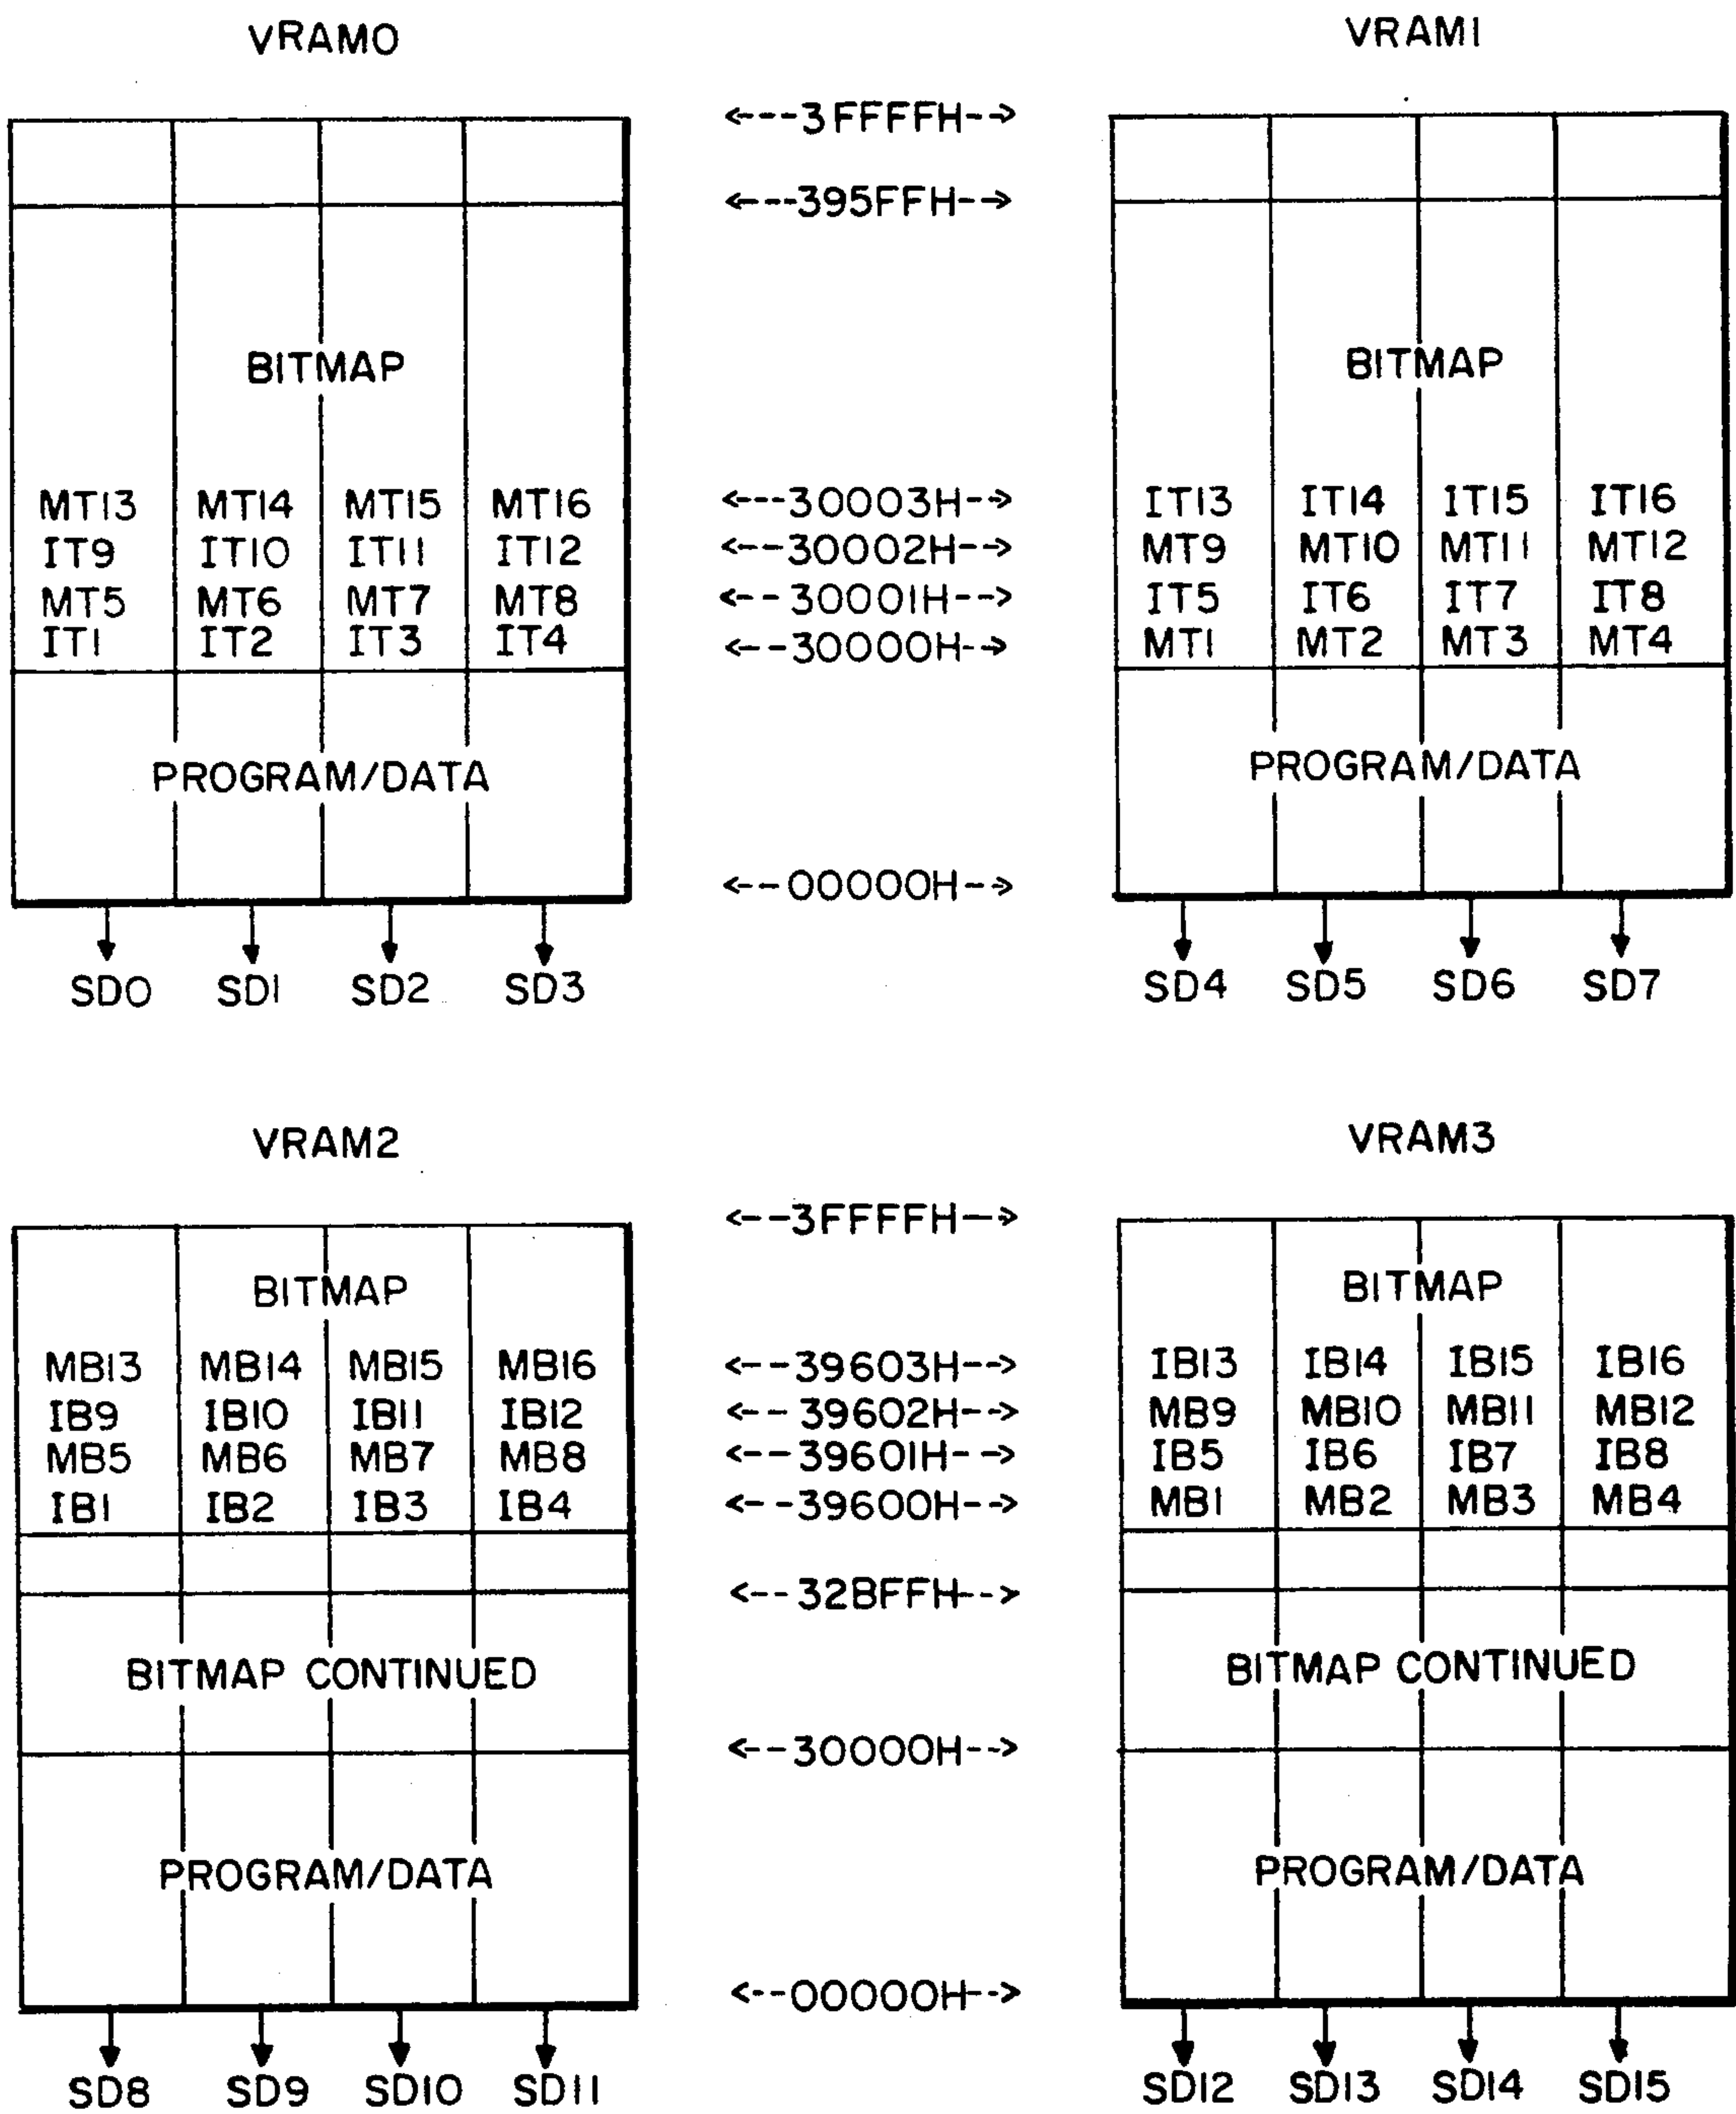 VRAM0 VRAM1
<---3FFFFH--->
<---395FFH-->
BITMAP BITMAP
MT13 MT14 MT15 MT16 <---30003H--> IT13 IT14 IT15 IT16
IT9 IT10 IT11 IT12 <---30002H--> MT9 MT10 MT11 MT12
MT5 MT6 MT7 MT8 <--30001H--> IT5 IT6 IT7 IT8
IT1 IT2 IT3 IT4 <--30000H--> MT1 MT2 MT3 MT4
PROGRAM/DATA PROGRAM/DATA
<--00000H-->
SD0 SD1 SD2 SD3 SD4 SD5 SD6 SD7
VRAM2 VRAM3
<--3FFFFH-->
BITMAP BITMAP
MB13 MB14 MB15 MB16 <--39603H--> IB13 IB14 IB15 IB16
IB9 IB10 IB11 IB12 <--39602H--> MB9 MB10 MB11 MB12
MB5 MB6 MB7 MB8 <--39601H--> IB5 IB6 IB7 IB8
IB1 IB2 IB3 IB4 <--39600H--> MB1 MB2 MB3 MB4
<--32BFFH-->
BITMAP CONTINUED BITMAP CONTINUED
<--30000H-->
PROGRAM/DATA PROGRAM/DATA
<--00000H-->
SD8 SD9 SD10 SD11 SD12 SD13 SD14 SD15